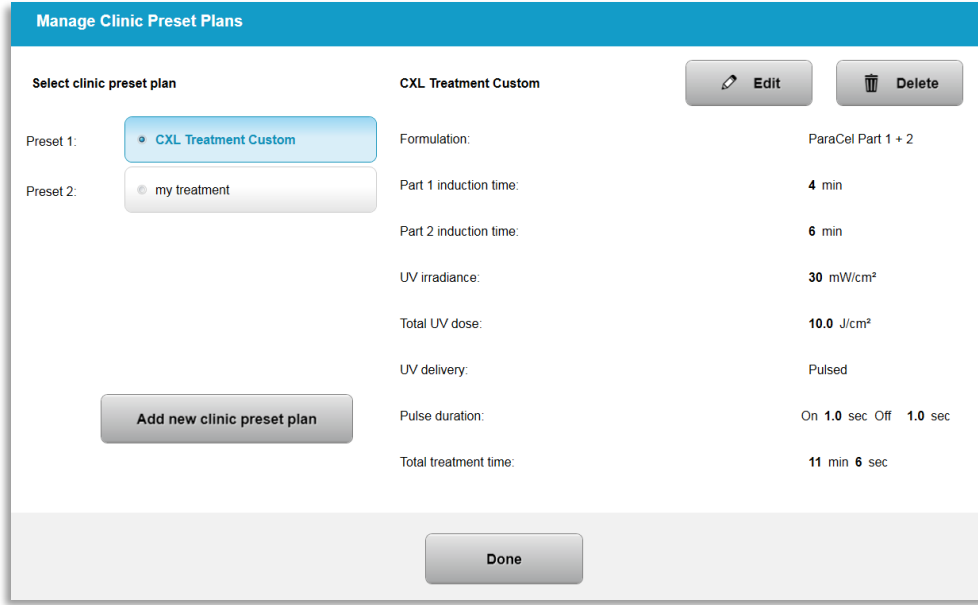 Manage Clinic Preset Plans
Select clinic preset plan
Preset 1: CXL Treatment Custom
Preset 2: my treatment
Add new clinic preset plan
CXL Treatment Custom
Edit
Delete
Formulation: ParaCel Part 1 + 2
Part 1 induction time: 4 min
Part 2 induction time: 6 min
UV irradiance: 30 mW/cm²
Total UV dose: 10.0 J/cm²
UV delivery: Pulsed
Pulse duration: On 1.0 sec Off 1.0 sec
Total treatment time: 11 min 6 sec
Done